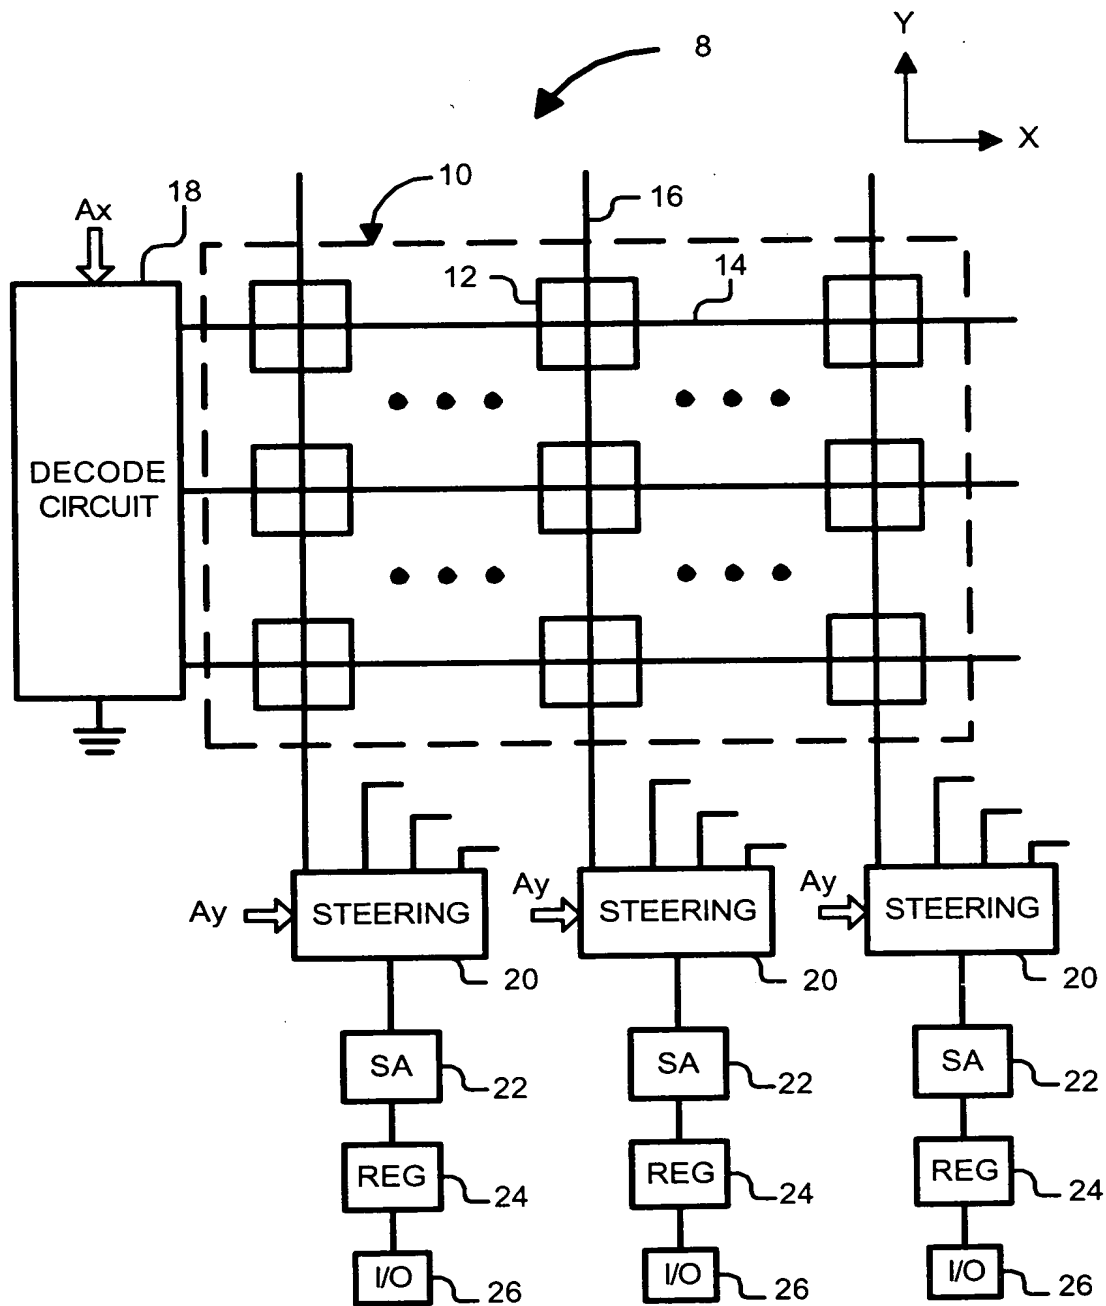 Y
8
X
10
16
18
Ax
12
14
DECODE
CIRCUIT
Ay STEERING Ay STEERING Ay STEERING
20 20 20
SA 22 SA 22 SA 22
REG 24 REG 24 REG 24
I/O 26 I/O 26 I/O 26